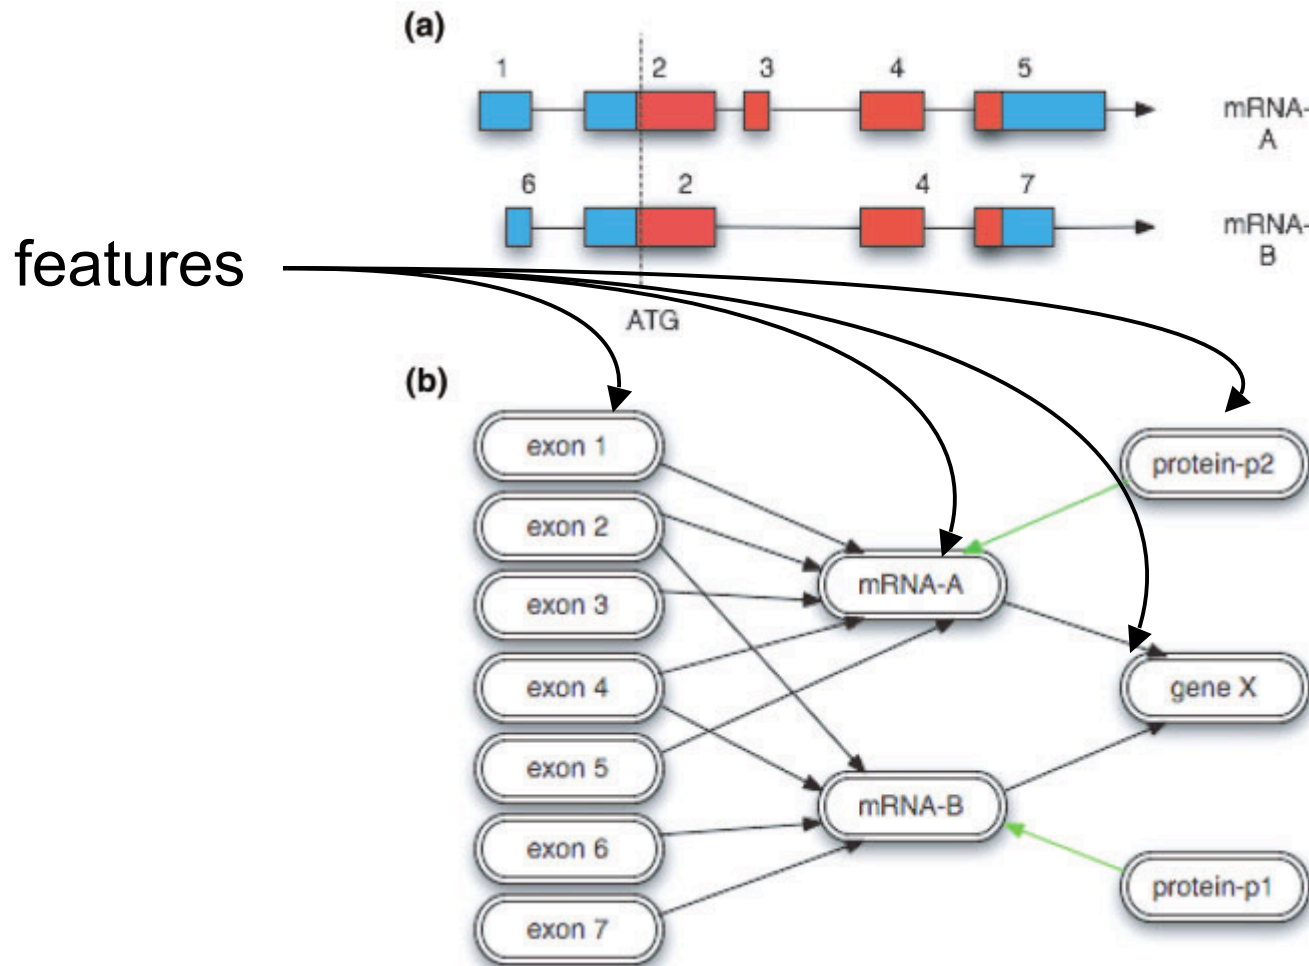 (a)
1 2 3 4 5
mRNA-
A
6 2 4 7
mRNA-
B
features
ATG
(b)
exon 1
exon 2
exon 3
exon 4
exon 5
exon 6
exon 7
mRNA-A
mRNA-B
protein-p2
gene X
protein-p1